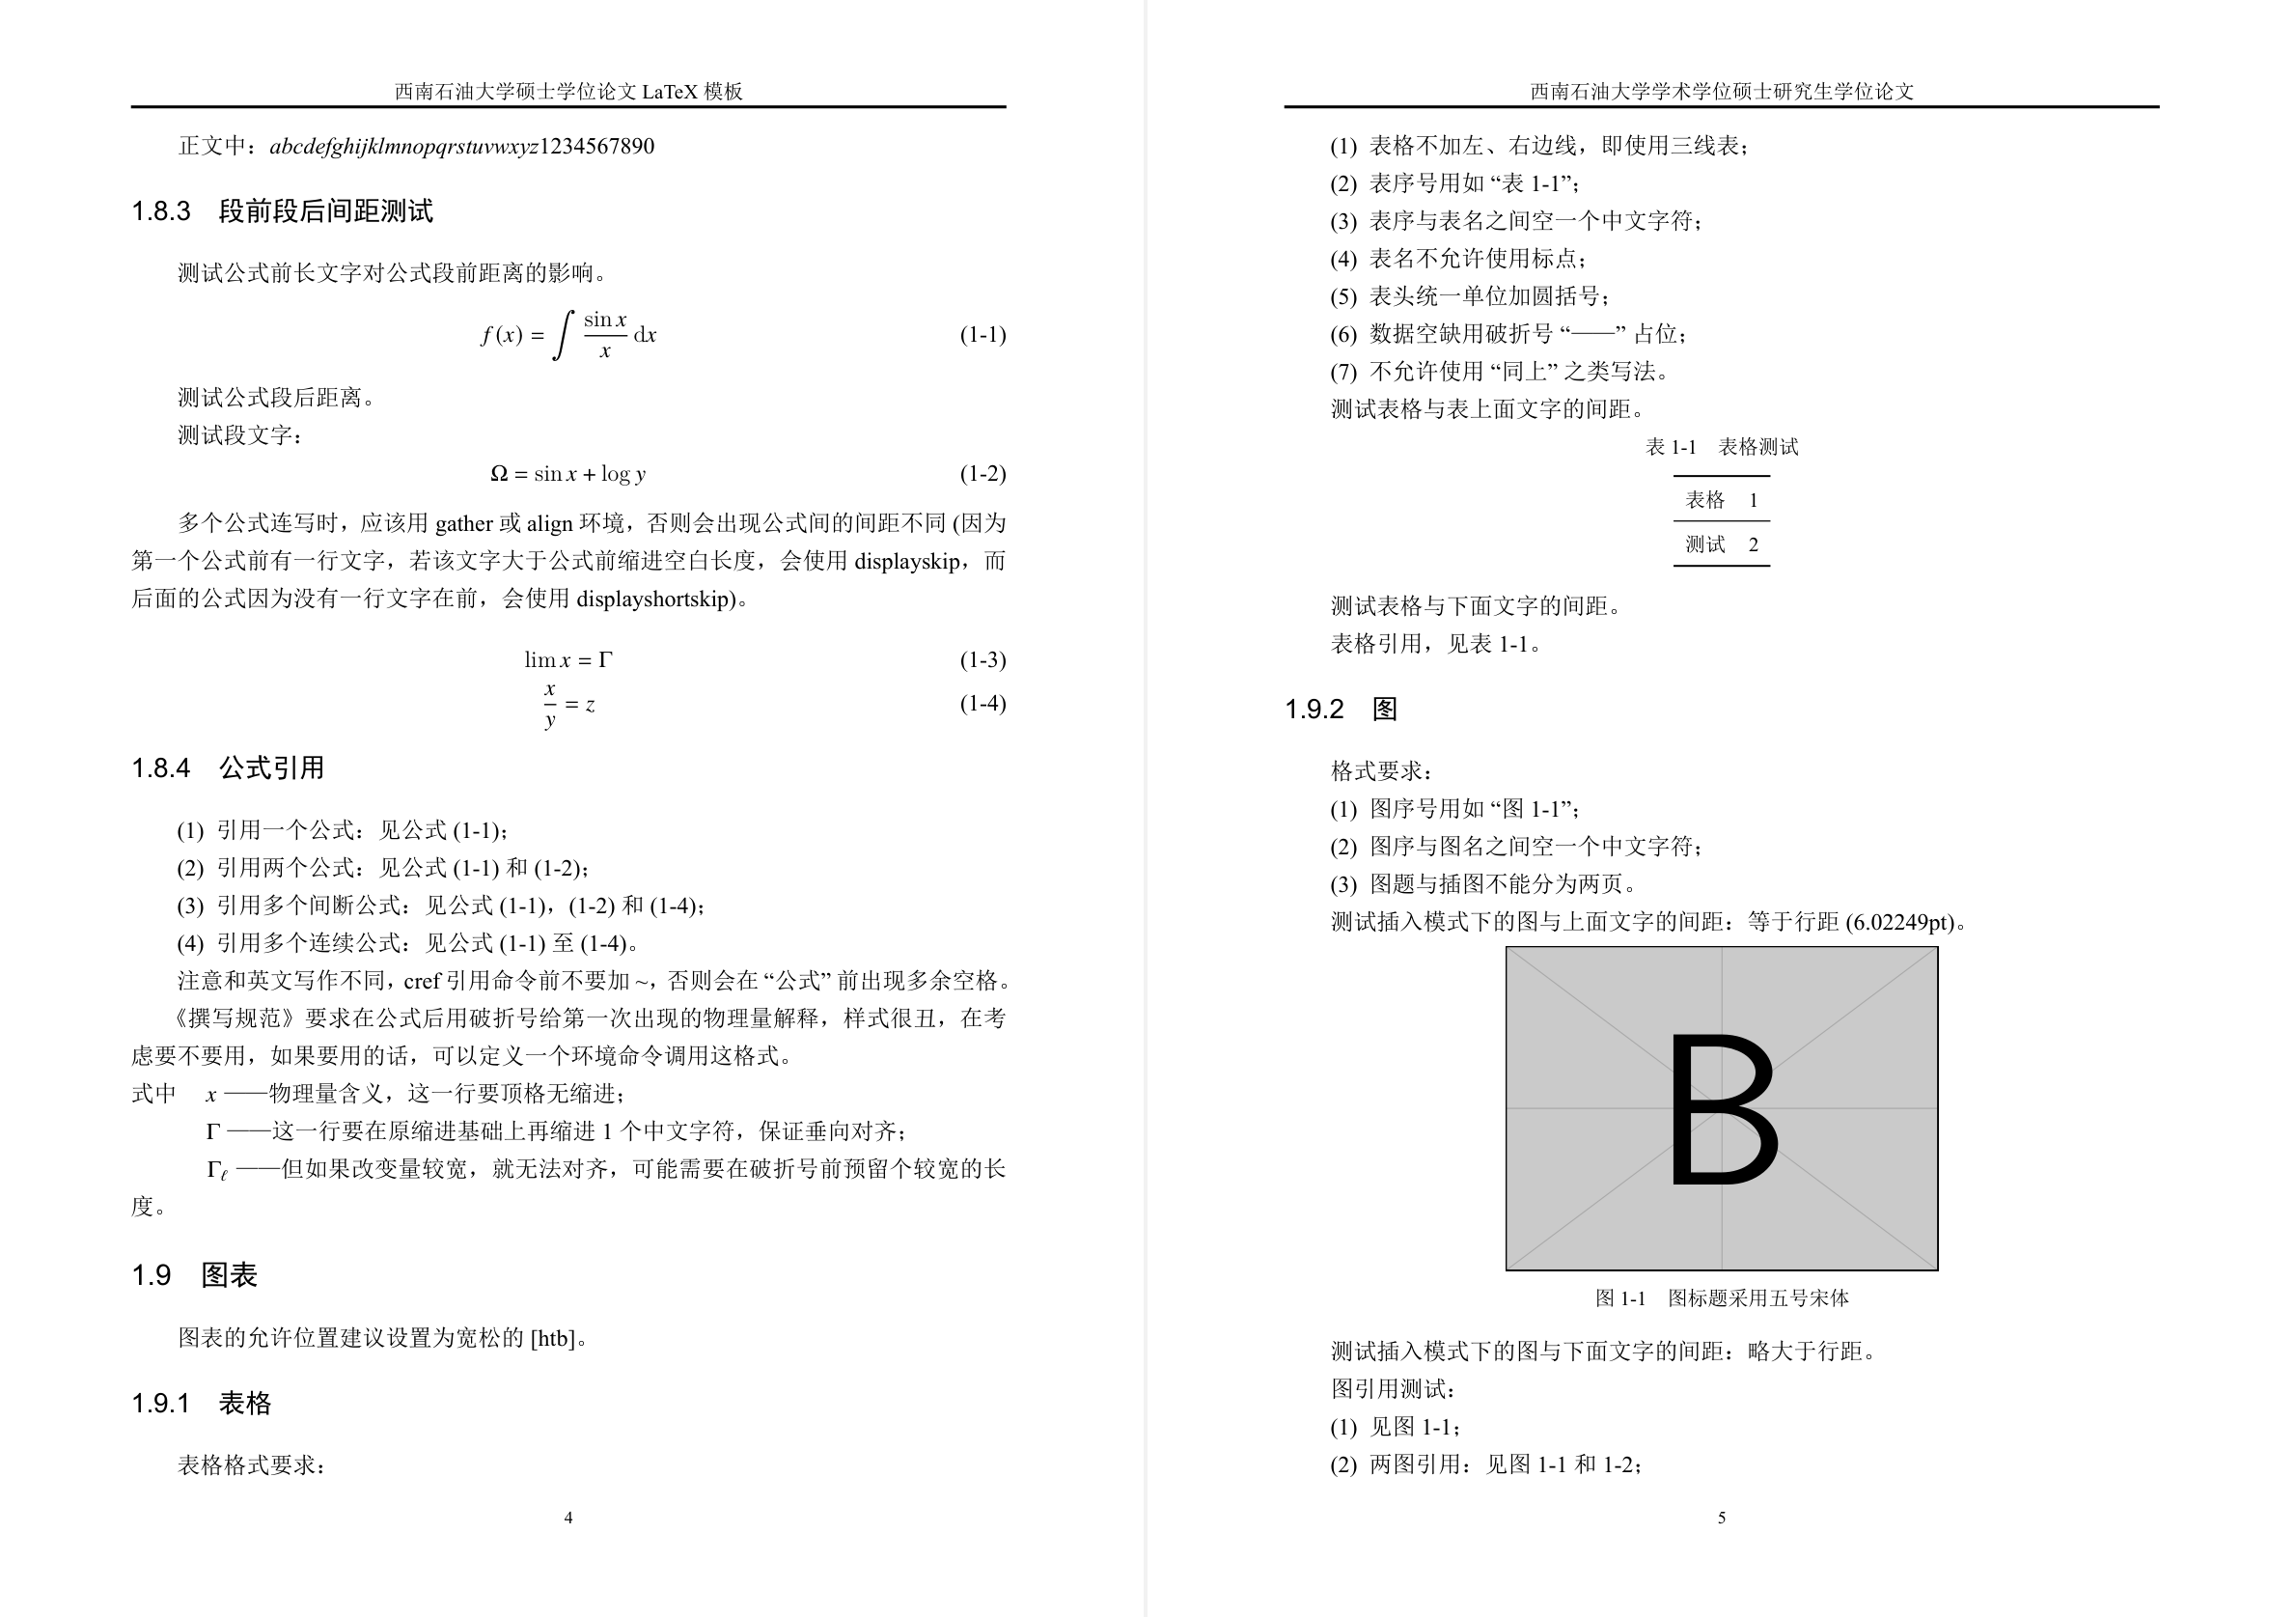 西南石油大学硕士学位论文 LaTeX 模板
正文中：abcdefghijklmnopqrstuvwxyz1234567890
1.8.3 段前段后间距测试
测试公式前长文字对公式段前距离的影响。
f(x) = ∫ sin x / x dx (1-1)
测试公式段后距离。
测试段文字：
Ω = sin x + log y (1-2)
多个公式连写时，应该用 gather 或 align 环境，否则会出现公式间的间距不同 (因为
第一个公式前有一行文字，若该文字大于公式前缩进空白长度，会使用 displayskip，而
后面的公式因为没有一行文字在前，会使用 displayshortskip)。
lim x = Γ (1-3)
x / y = z (1-4)
1.8.4 公式引用
(1) 引用一个公式：见公式 (1-1)；
(2) 引用两个公式：见公式 (1-1) 和 (1-2)；
(3) 引用多个间断公式：见公式 (1-1)，(1-2) 和 (1-4)；
(4) 引用多个连续公式：见公式 (1-1) 至 (1-4)。
注意和英文写作不同，cref 引用命令前不要加 ~，否则会在 “公式” 前出现多余空格。
《撰写规范》要求在公式后用破折号给第一次出现的物理量解释，样式很丑，在考
虑要不要用，如果要用的话，可以定义一个环境命令调用这格式。
式中 x ——物理量含义，这一行要顶格无缩进；
Γ ——这一行要在原缩进基础上再缩进 1 个中文字符，保证垂向对齐；
Γℓ ——但如果改变量较宽，就无法对齐，可能需要在破折号前预留个较宽的长
度。
1.9 图表
图表的允许位置建议设置为宽松的 [htb]。
1.9.1 表格
表格格式要求：
4
西南石油大学学术学位硕士研究生学位论文
(1) 表格不加左、右边线，即使用三线表；
(2) 表序号用如 “表 1-1”；
(3) 表序与表名之间空一个中文字符；
(4) 表名不允许使用标点；
(5) 表头统一单位加圆括号；
(6) 数据空缺用破折号 “——” 占位；
(7) 不允许使用 “同上” 之类写法。
测试表格与表上面文字的间距。
表 1-1 表格测试
表格 1
测试 2
测试表格与下面文字的间距。
表格引用，见表 1-1。
1.9.2 图
格式要求：
(1) 图序号用如 “图 1-1”；
(2) 图序与图名之间空一个中文字符；
(3) 图题与插图不能分为两页。
测试插入模式下的图与上面文字的间距：等于行距 (6.02249pt)。
B
图 1-1 图标题采用五号宋体
测试插入模式下的图与下面文字的间距：略大于行距。
图引用测试：
(1) 见图 1-1；
(2) 两图引用：见图 1-1 和 1-2；
5